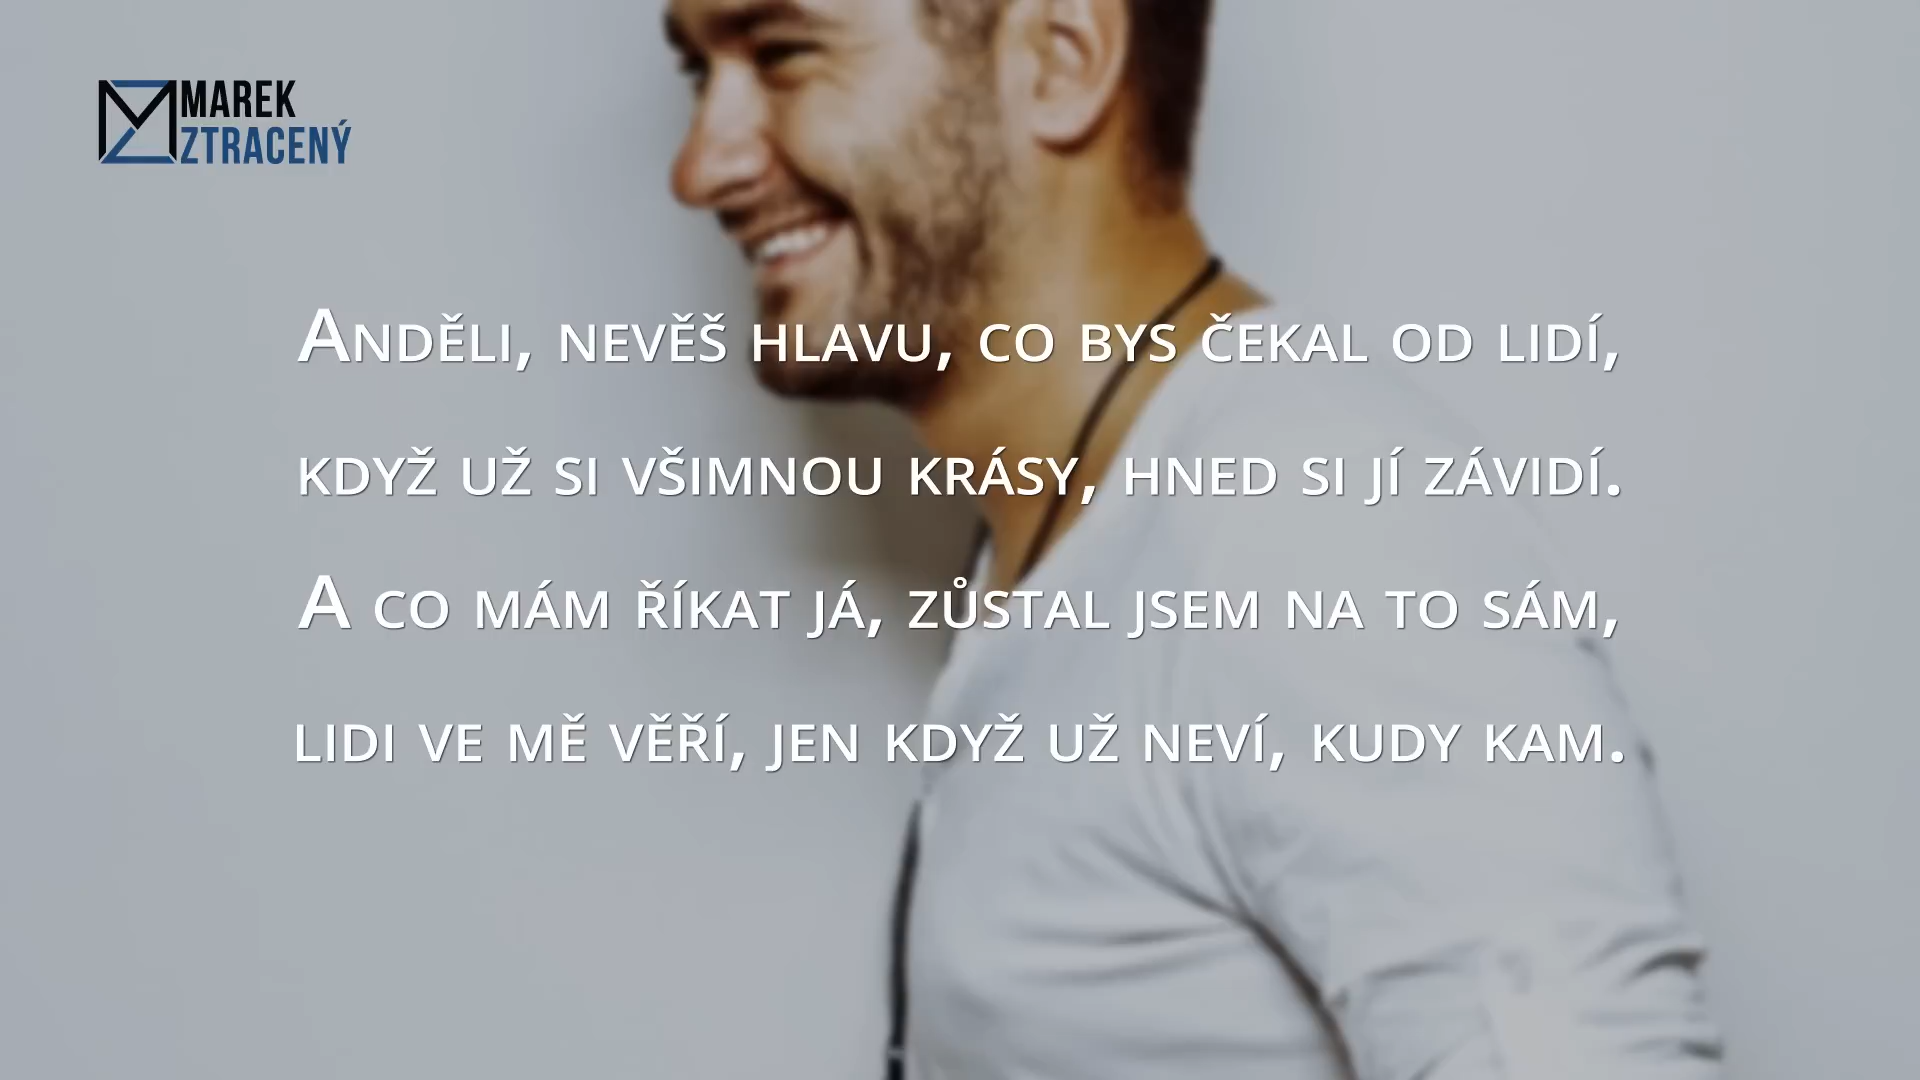 MAREK
ZTRACENÝ
Anděli, nevěš hlavu, co bys čekal od lidí,
když už si všimnou krásy, hned si jí závidí.
A co mám říkat já, zůstal jsem na to sám,
lidi ve mě věří, jen když už neví, kudy kam.